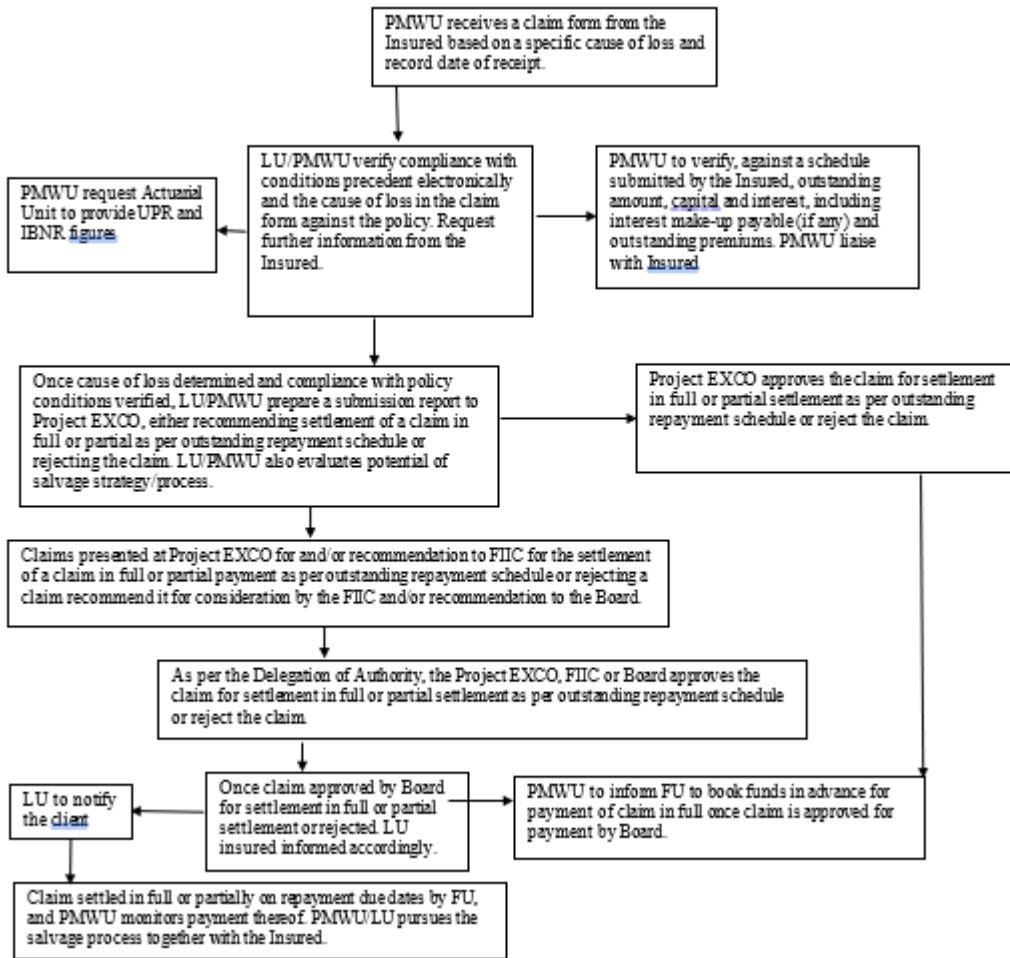 PMWU receives a claim form from the
Insured based on a specific cause of loss and
record date of receipt.
LU/PMWU verify compliance with
conditions precedent electronically
and the cause of loss in the claim
form against the policy. Request
further information from the
Insured.
PMWU request Actuarial
Unit to provide UPR and
IBNR figures
PMWU to verify, against a schedule
submitted by the Insured, outstanding
amount, capital and interest, including
interest make-up payable (if any) and
outstanding premiums. PMWU liaise
with Insured
Once cause of loss determined and compliance with policy
conditions verified, LU/PMWU prepare a submission report to
Project EXCO, either recommending settlement of a claim in
full or partial as per outstanding repayment schedule or
rejecting the claim. LU/PMWU also evaluates potential of
salvage strategy/process.
Project EXCO approves the claim for settlement
in full or partial settlement as per outstanding
repayment schedule or reject the claim.
Claims presented at Project EXCO for and/or recommendation to FIIC for the settlement
of a claim in full or partial payment as per outstanding repayment schedule or rejecting a
claim recommend it for consideration by the FIIC and/or recommendation to the Board.
As per the Delegation of Authority, the Project EXCO, FIIC or Board approves the
claim for settlement in full or partial settlement as per outstanding repayment schedule
or reject the claim.
LU to notify
the client
Once claim approved by Board
for settlement in full or partial
settlement or rejected. LU
insured informed accordingly.
PMWU to inform FU to book funds in advance for
payment of claim in full once claim is approved for
payment by Board.
Claim settled in full or partially on repayment due dates by FU,
and PMWU monitors payment thereof. PMWU/LU pursues the
salvage process together with the Insured.